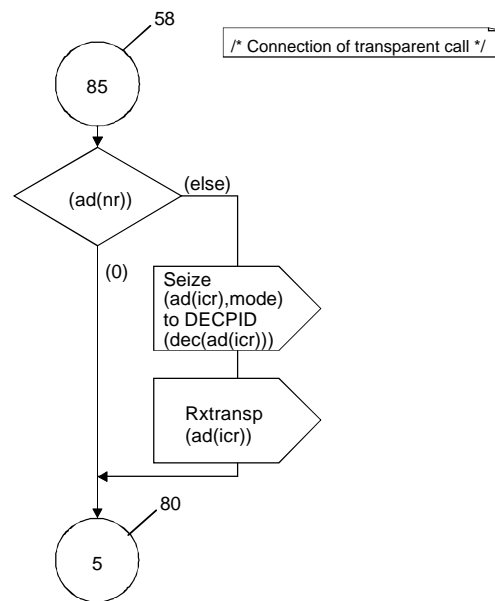 58
/* Connection of transparent call */
85
(ad(nr))
(else)
(0)
Seize
(ad(icr),mode)
to DECPID
(dec(ad(icr)))
Rxtransp
(ad(icr))
80
5